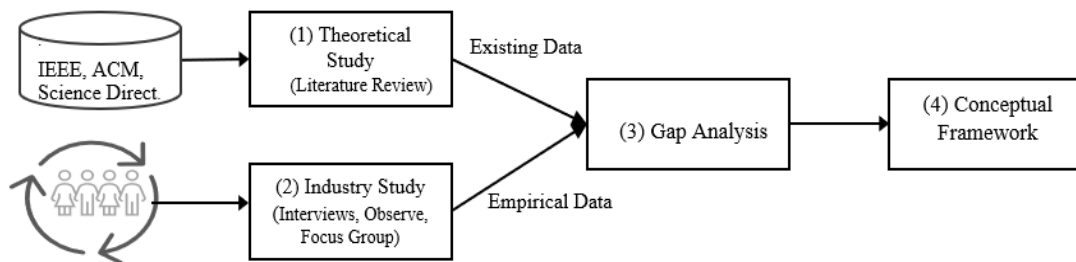 IEEE, ACM,
Science Direct.
(1) Theoretical
Study
(Literature Review)
Existing Data
(2) Industry Study
(Interviews, Observe,
Focus Group)
Empirical Data
(3) Gap Analysis
(4) Conceptual
Framework